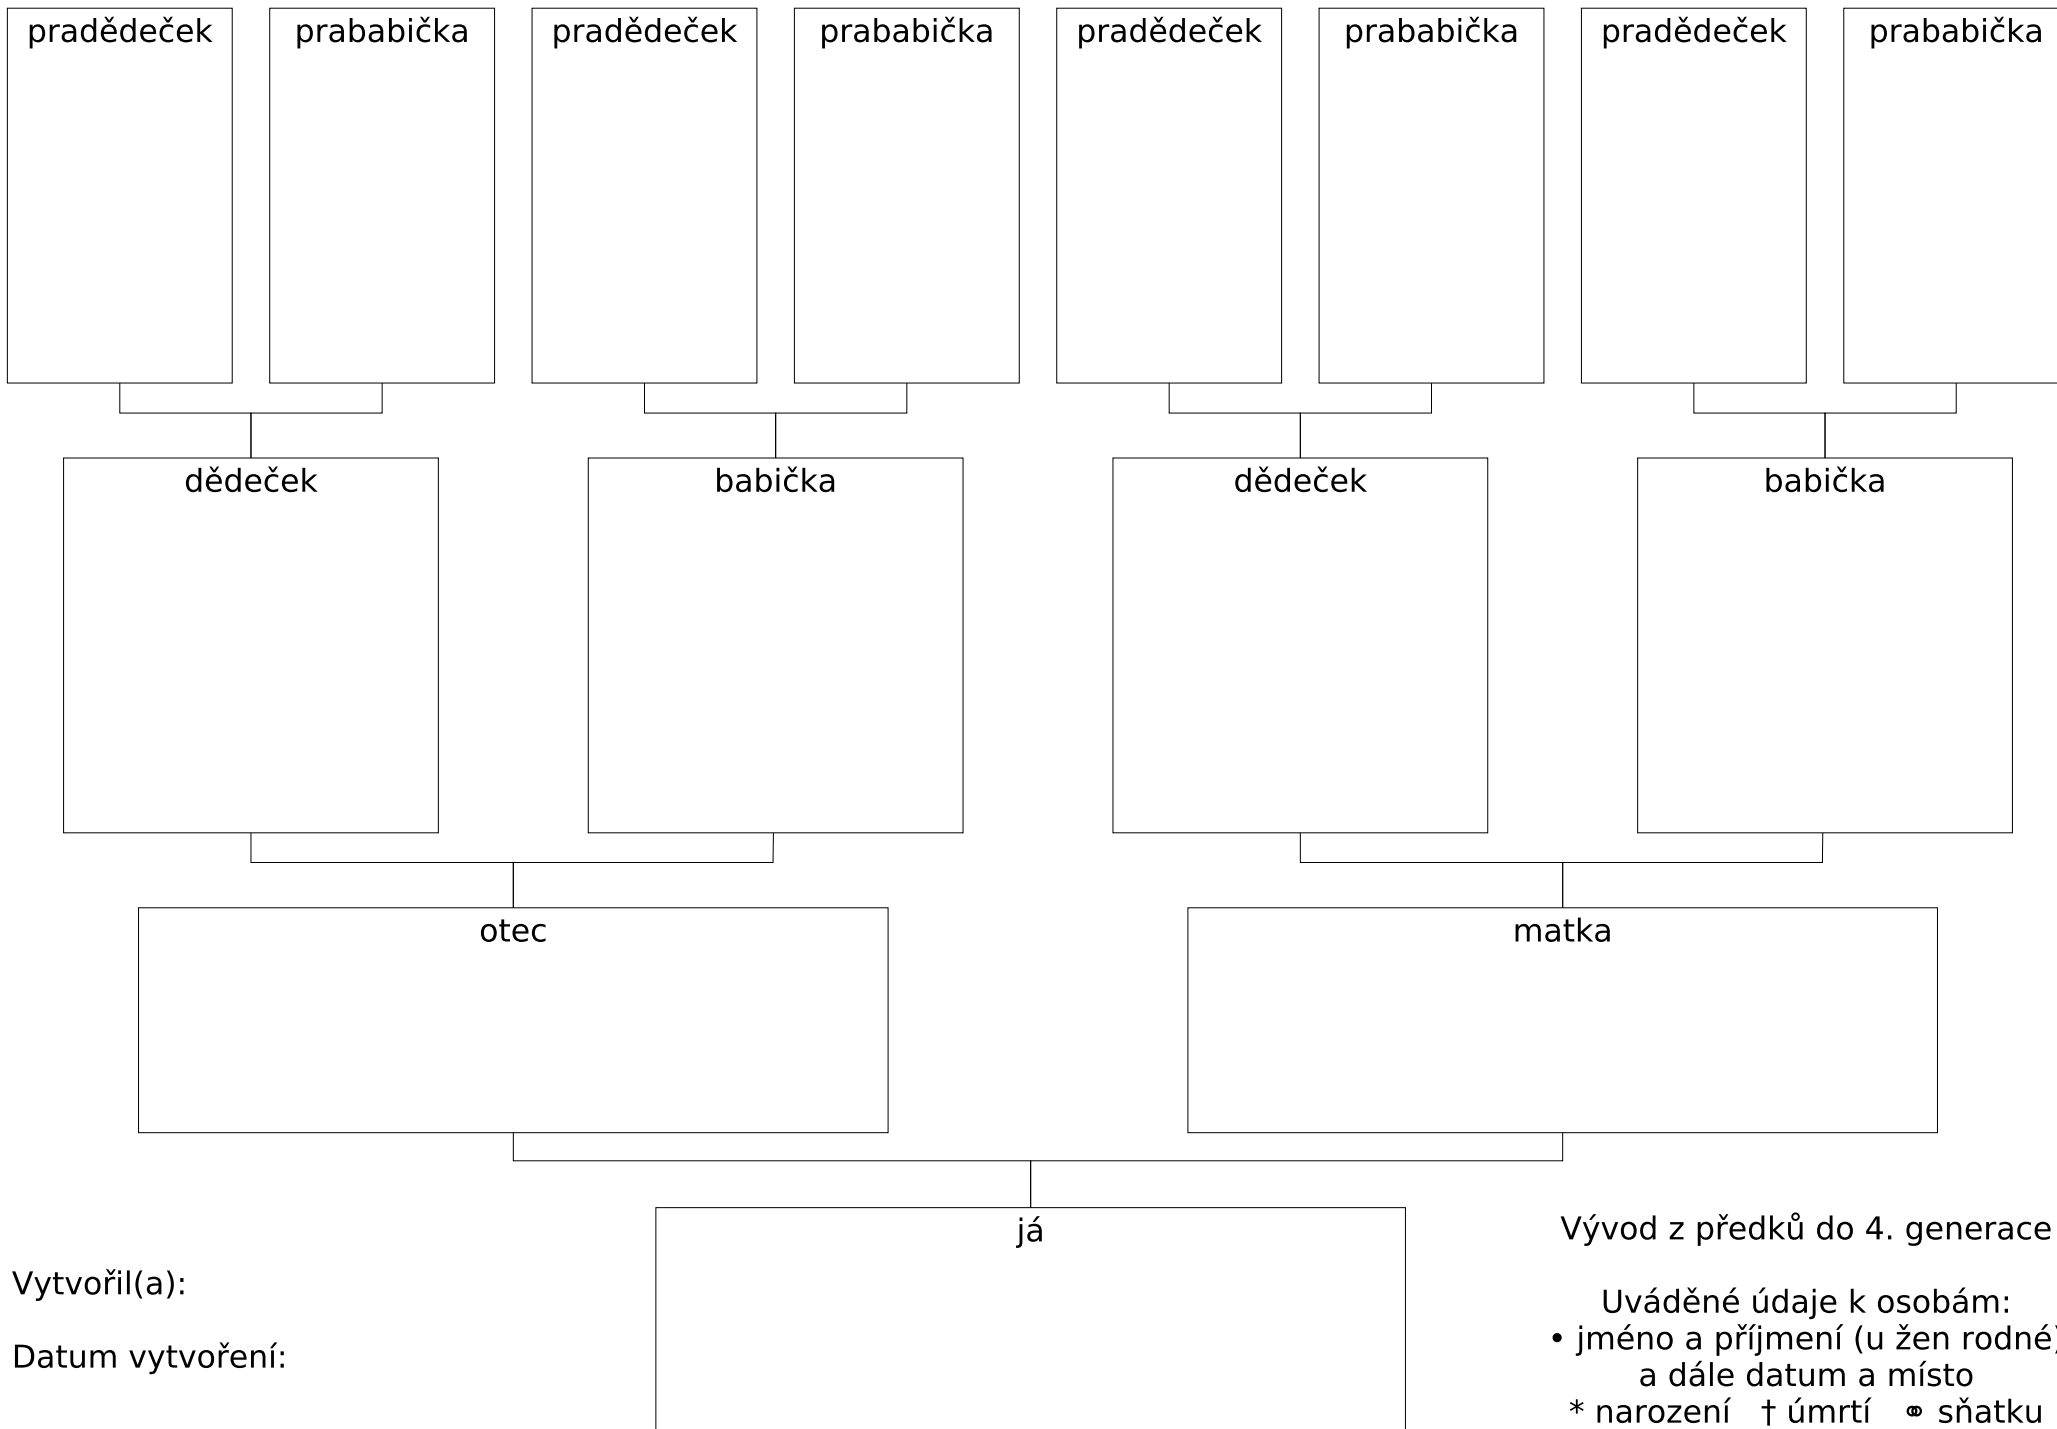 pradědeček prababička pradědeček prababička pradědeček prababička pradědeček prababička
dědeček babička dědeček babička
otec matka
já
Vytvořil(a):
Datum vytvoření:
Vývod z předků do 4. generace
Uváděné údaje k osobám:
• jméno a příjmení (u žen rodné)
a dále datum a místo
* narození † úmrtí ⚭ sňatku